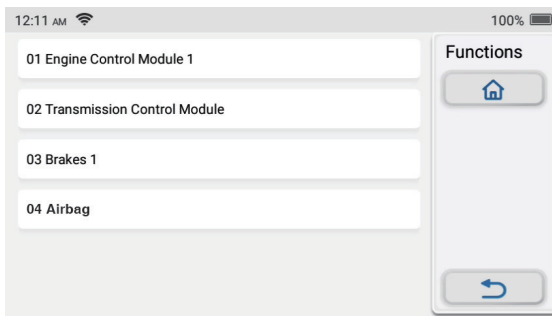 12:11 AM
100%
01 Engine Control Module 1
Functions
02 Transmission Control Module
03 Brakes 1
04 Airbag